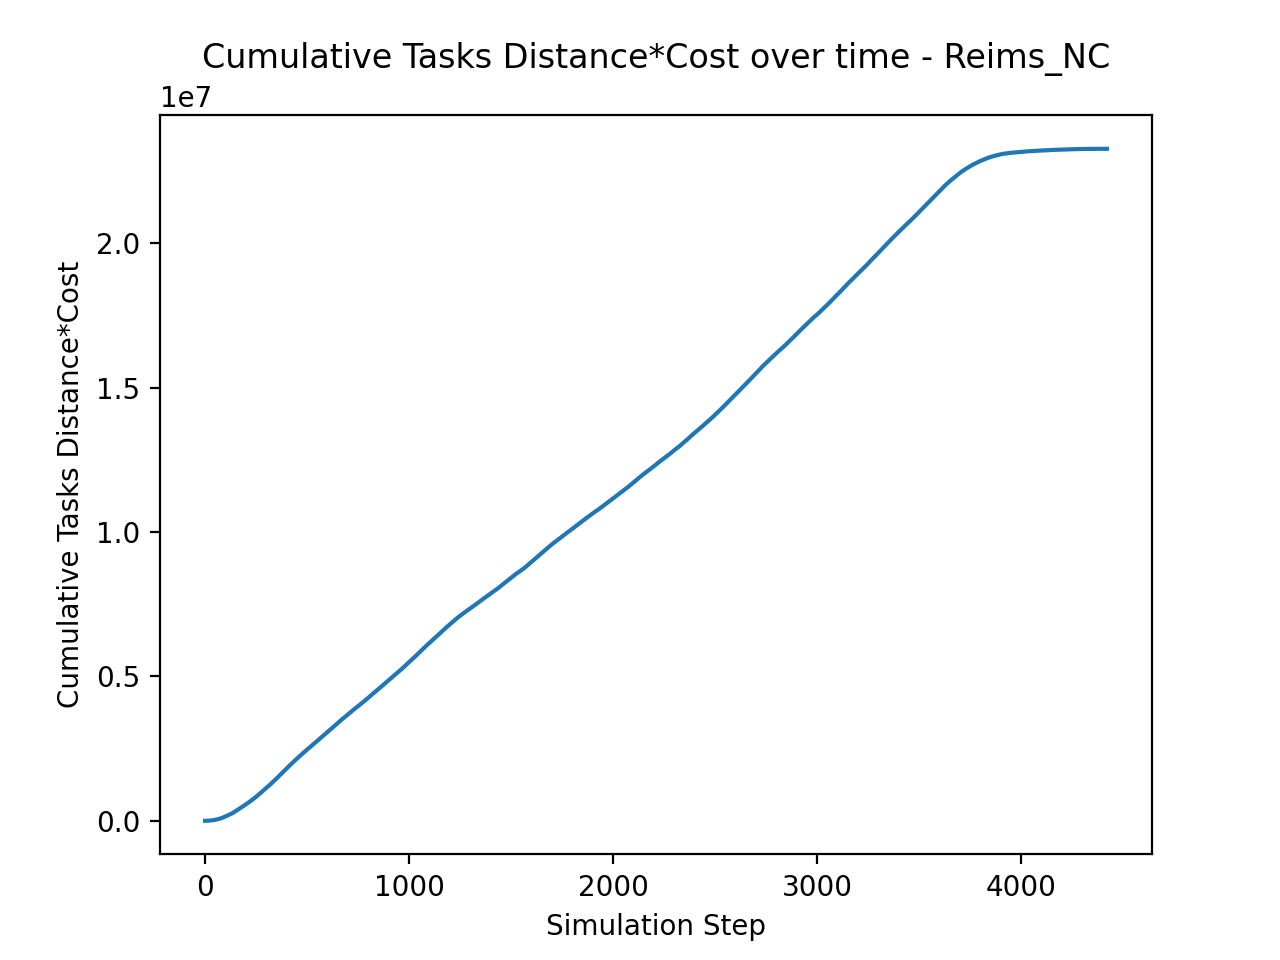 Cumulative Tasks Distance*Cost over time - Reims_NC
1e7
2.0
1.5
1.0
0.5
0.0
Cumulative Tasks Distance*Cost
0 1000 2000 3000 4000
Simulation Step